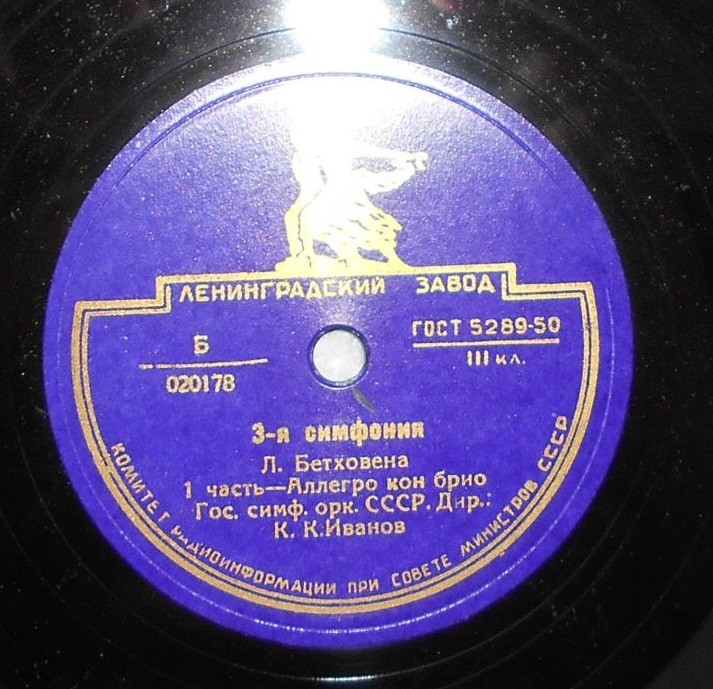 ЛЕНИНГРАДСКИЙ ЗАВОД
Б
020178
ГОСТ 5289-50
III кл.
3-я симфония
Л. Бетховена
1 часть—Аллегро кон брио
Гос. симф. орк. СССР. Дир.:
К. К.Иванов
КОМИТЕТ РАДИОИНФОРМАЦИИ ПРИ СОВЕТЕ МИНИСТРОВ СССР